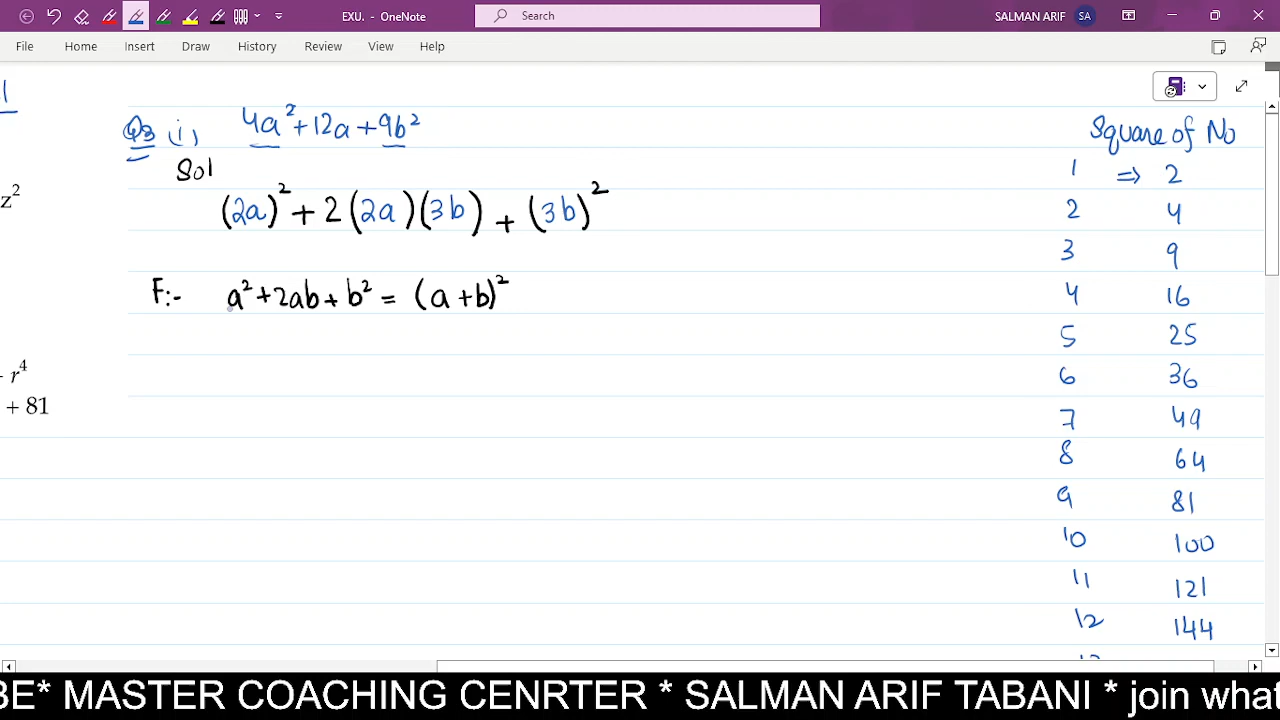 EXU. - OneNote
Search
SALMAN ARIF SA
File Home Insert Draw History Review View Help
1
z²
- r⁴
+ 81
Q3 (i) 4a²+12a+9b²
Sol
(2a)² + 2(2a)(3b) + (3b)²
F:- a²+2ab+b² = (a+b)²
Square of No
1 ⇒ 2
2 4
3 9
4 16
5 25
6 36
7 49
8 64
9 81
10 100
11 121
12 144
BE* MASTER COACHING CENRTER * SALMAN ARIF TABANI * join what